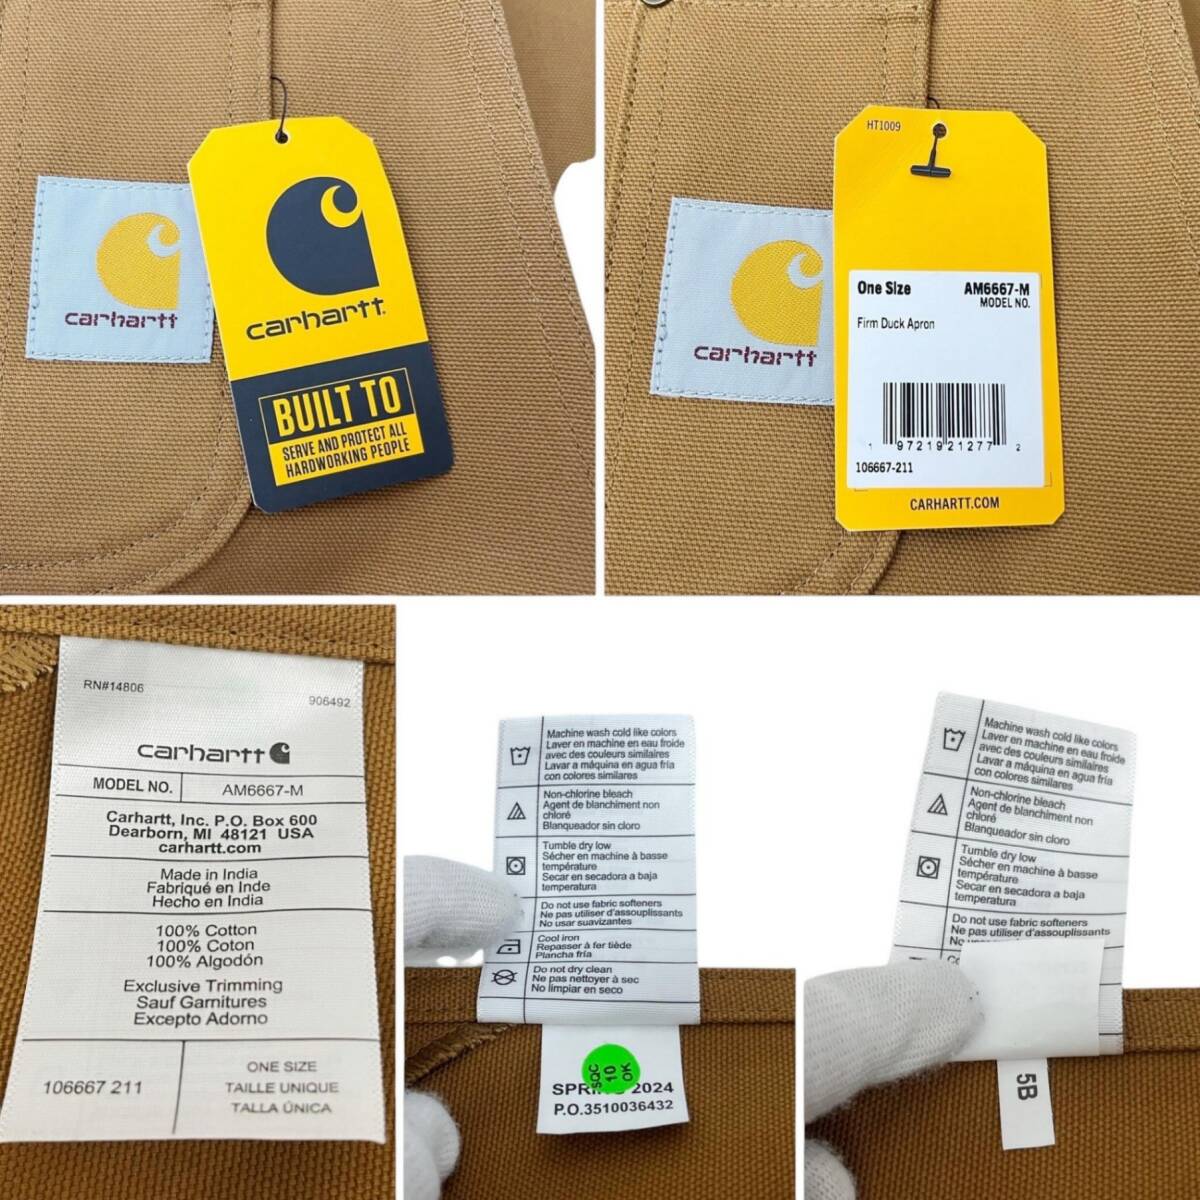 carhartt
carhartt
BUILT TO
SERVE AND PROTECT ALL
HARDWORKING PEOPLE
HT1009
carhartt
One Size
AM6667-M
MODEL NO.
Firm Duck Apron
1 97219 21277 2
106667-211
CARHARTT.COM
RN#14806
906492
carhartt
MODEL NO.
AM6667-M
Carhartt, Inc. P.O. Box 600
Dearborn, MI 48121 USA
carhartt.com
Made in India
Fabriqué en Inde
Hecho en India
100% Cotton
100% Coton
100% Algodón
Exclusive Trimming
Sauf Garnitures
Excepto Adorno
106667 211
ONE SIZE
TAILLE UNIQUE
TALLA ÚNICA
Machine wash cold like colors
Laver en machine en eau froide
avec des couleurs similaires
Lavar a máquina en agua fría
con colores similares
Non-chlorine bleach
Agent de blanchiment non
chloré
Blanqueador sin cloro
Tumble dry low
Sécher en machine à basse
température
Secar en secadora a baja
temperatura
Do not use fabric softeners
Ne pas utiliser d'assouplissants
No usar suavizantes
Cool iron
Repasser à fer tiède
Plancha fría
Do not dry clean
Ne pas nettoyer à sec
No limpiar en seco
SQC
10
OK
2024
P.O.3510036432
Machine wash cold like colors
Laver en machine en eau froide
avec des couleurs similaires
Lavar a máquina en agua fría
con colores similares
Non-chlorine bleach
Agent de blanchiment non
chloré
Blanqueador sin cloro
Tumble dry low
Sécher en machine à basse
température
Secar en secadora a baja
temperatura
Do not use fabric softeners
Ne pas utiliser d'assouplissants
5B